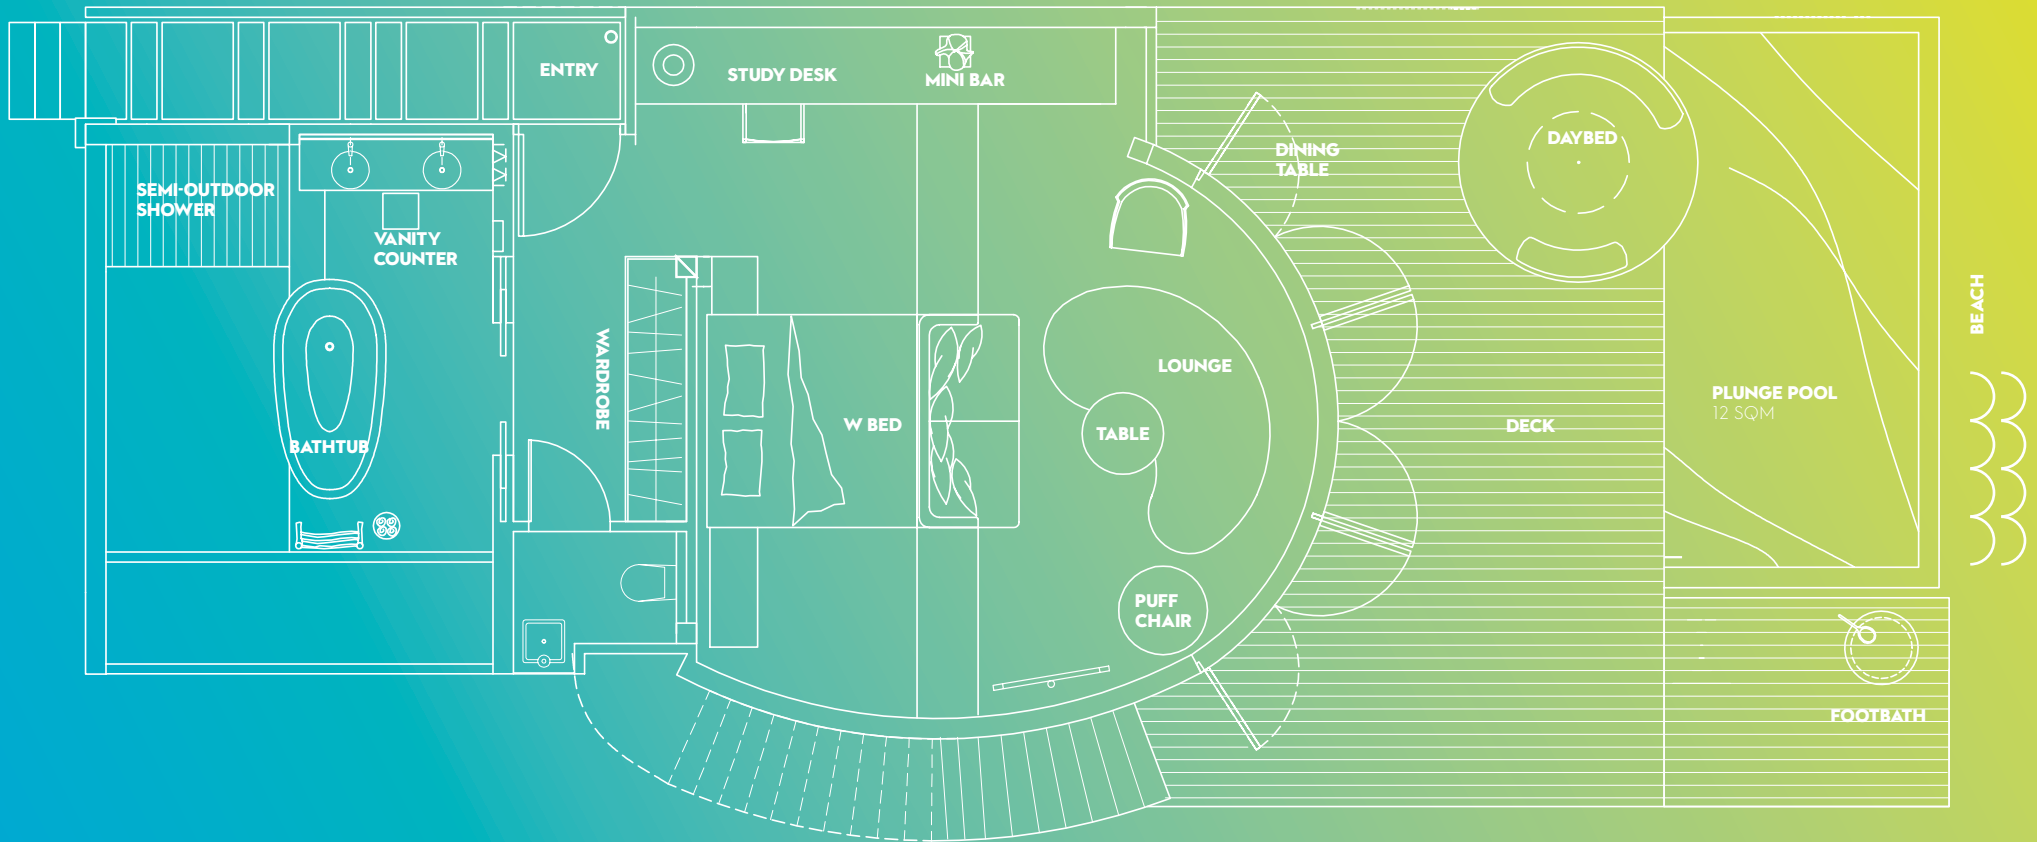 ENTRY
STUDY DESK
MINI BAR
DINING
TABLE
DAYBED
SEMI-OUTDOOR
SHOWER
VANITY
COUNTER
BEACH
WARDROBE
LOUNGE
PLUNGE POOL
12 SQM
W BED
TABLE
DECK
BATHTUB
PUFF
CHAIR
FOOTBATH